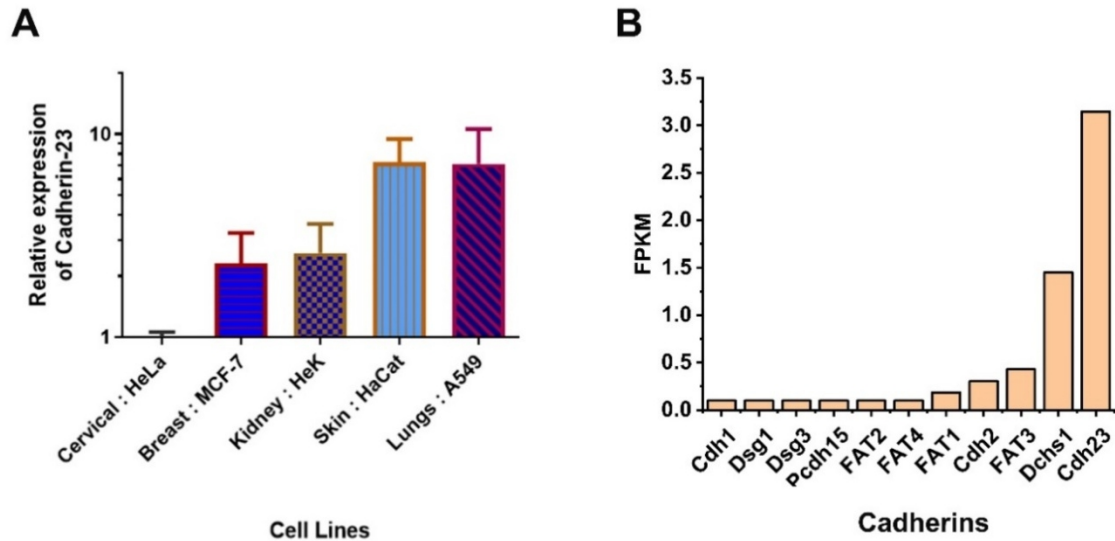 A
Relative expression
of Cadherin-23
10
1
Cervical : HeLa
Breast : MCF-7
Kidney : HeK
Skin : HaCat
Lungs : A549
Cell Lines
B
FPKM
3.5
3.0
2.5
2.0
1.5
1.0
0.5
0.0
Cdh1
Dsg1
Dsg3
Pcdh15
FAT2
FAT4
FAT1
Cdh2
FAT3
Dchs1
Cdh23
Cadherins